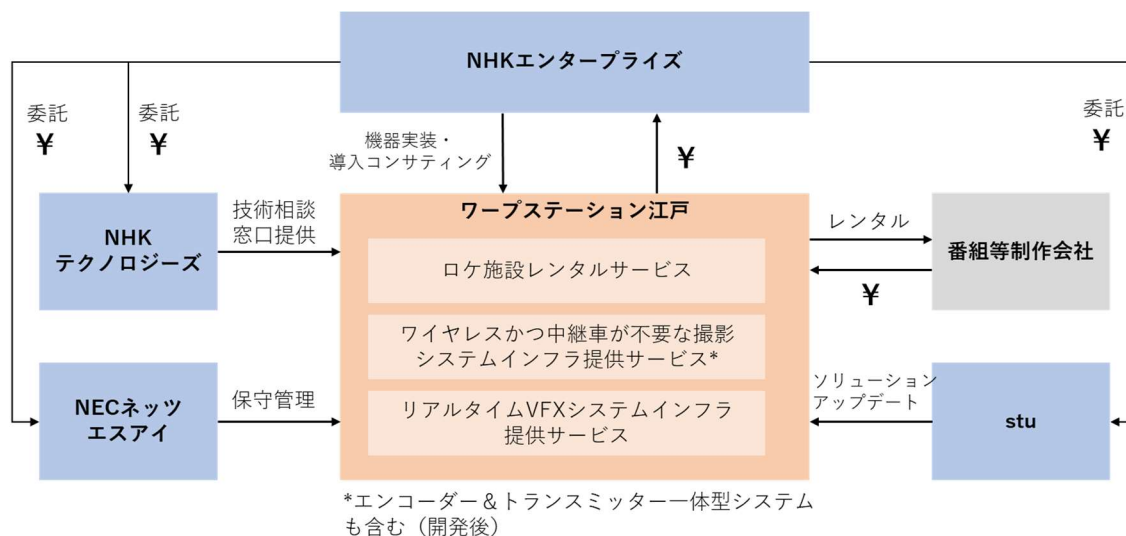 NHKエンタープライズ
委託
¥
委託
¥
機器実装・
導入コンサティング
¥
委託
¥
NHK
テクノロジーズ
技術相談
窓口提供
ワープステーション江戸
ロケ施設レンタルサービス
ワイヤレスかつ中継車が不要な撮影
システムインフラ提供サービス*
リアルタイムVFXシステムインフラ
提供サービス
レンタル
¥
番組等制作会社
NECネッツ
エスアイ
保守管理
ソリューション
アップデート
stu
*エンコーダー＆トランスミッター一体型システム
も含む（開発後）